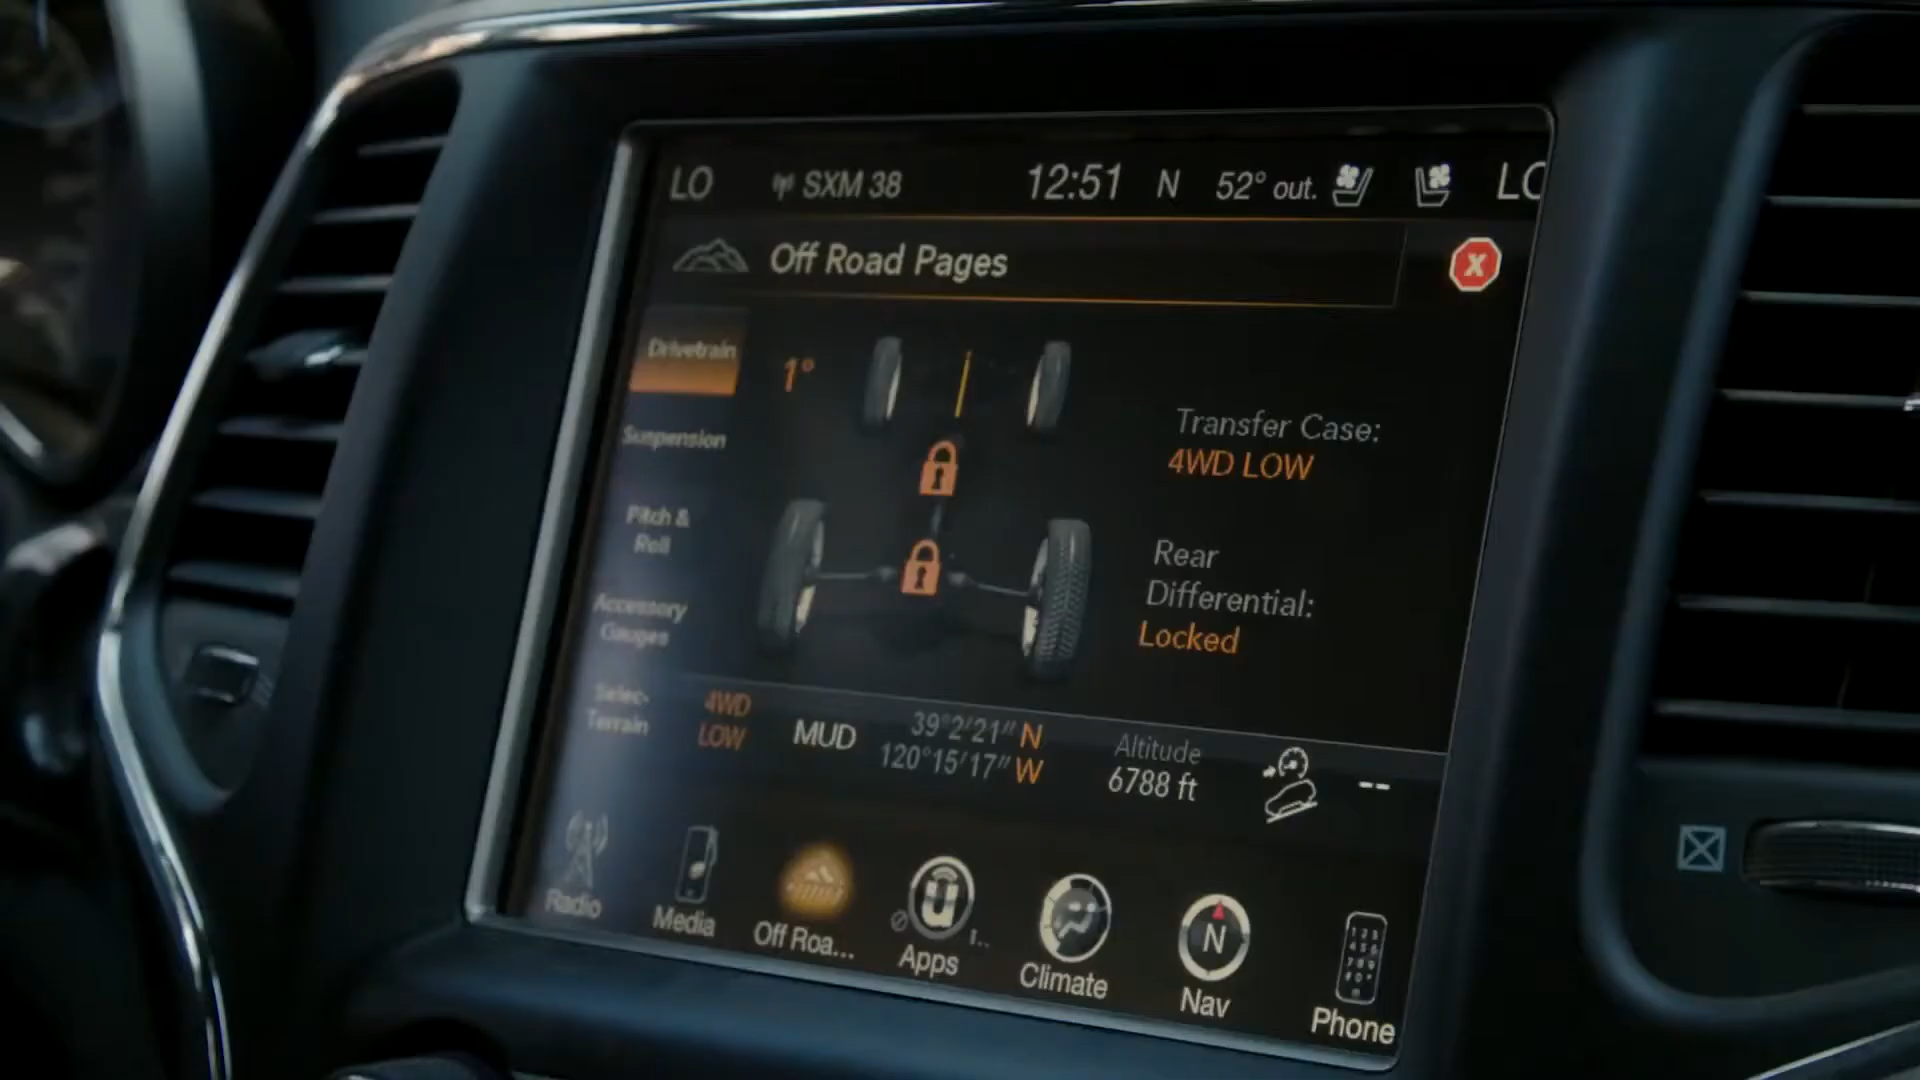 LO SXM 38 12:51 N 52° out. LO
Off Road Pages X
Drivetrain
1°
Suspension
Pitch &
Roll
Accessory
Gauges
Selec-
Terrain
Transfer Case:
4WD LOW
Rear
Differential:
Locked
4WD
LOW
MUD
39°2'21" N
120°15'17" W
Altitude
6788 ft
--
Radio
Media
Off Roa...
Apps
Climate
N
Nav
Phone